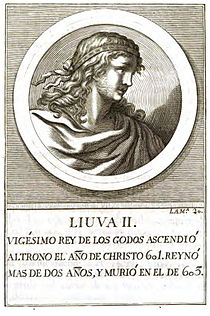 LAM.ª 20.
LIUVA II.
VIGÉSIMO REY DE LOS GODOS ASCENDIÓ
AL TRONO EL AÑO DE CHRISTO 601. REYNÓ
MAS DE DOS AÑOS, Y MURIÓ EN EL DE 603.